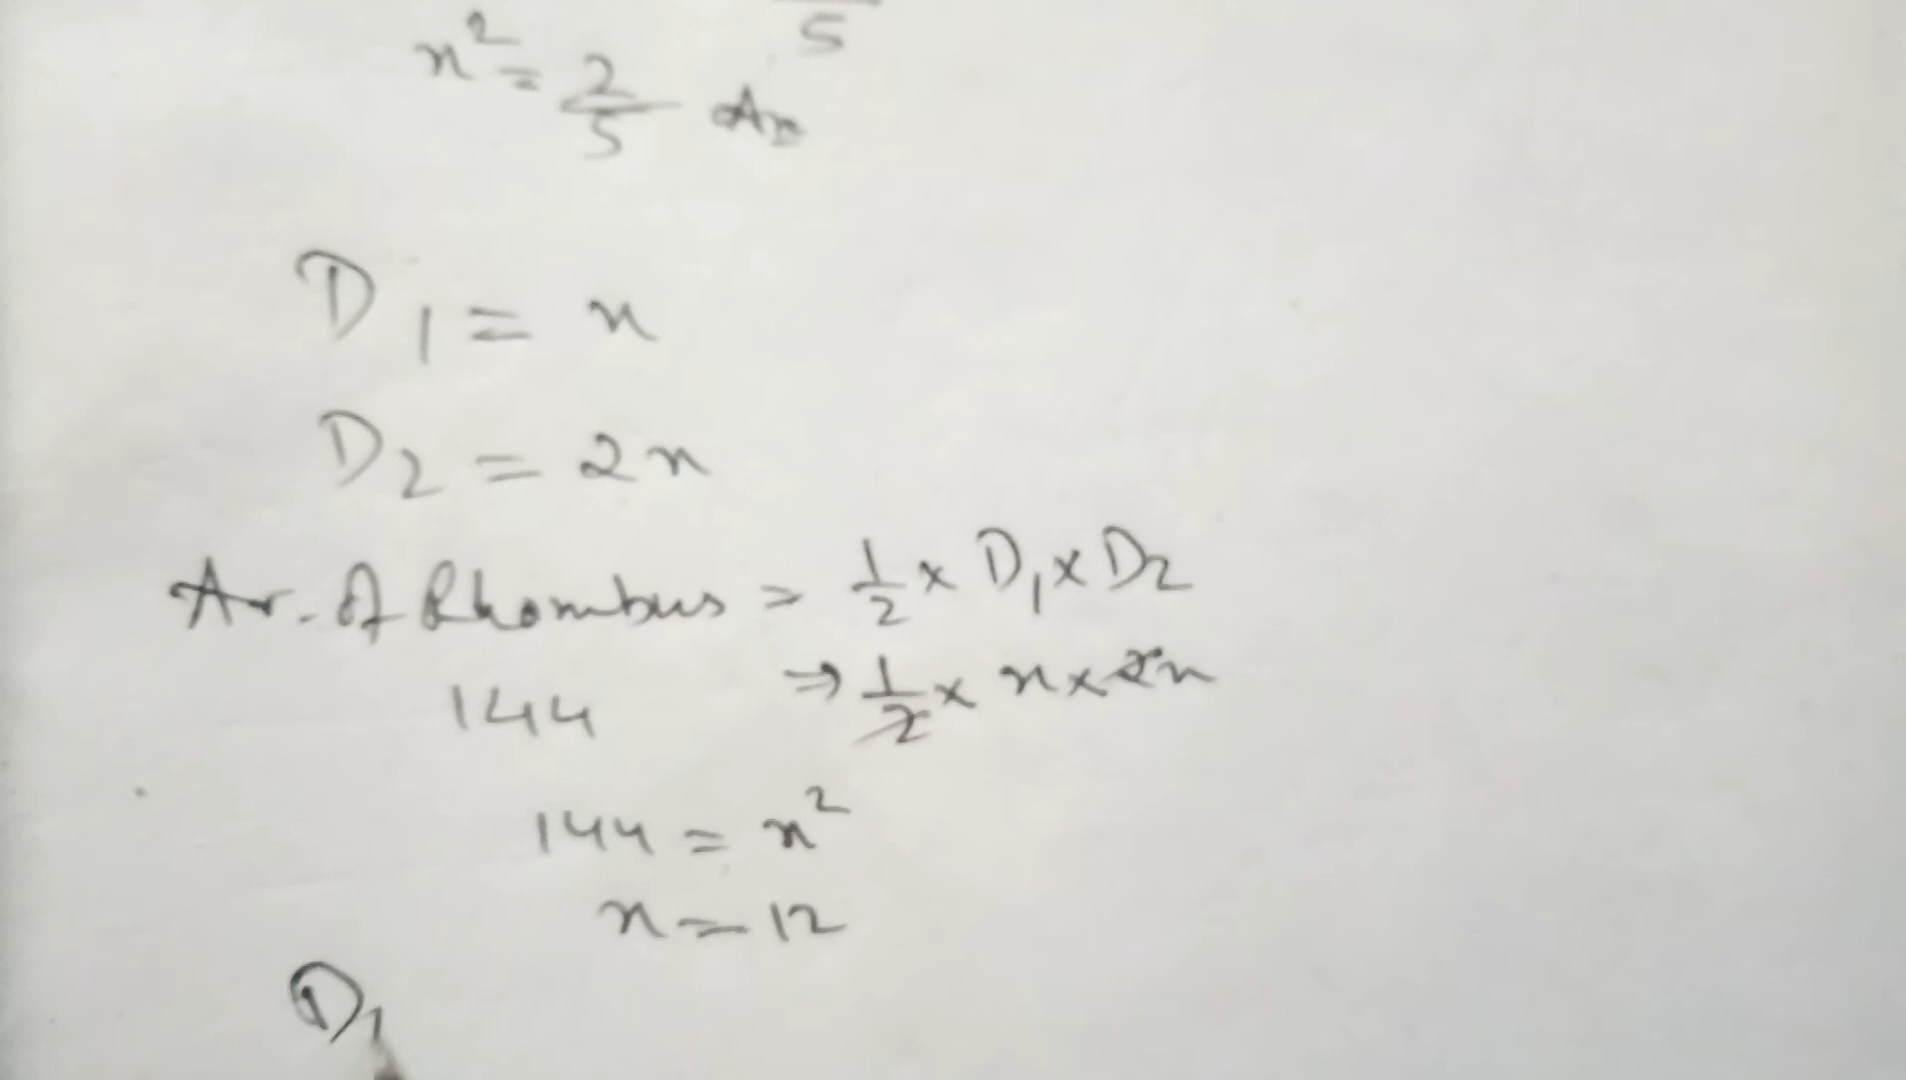 5
x² = 2/5 Ar
D₁ = x
D₂ = 2x
Ar. of Rhombus = 1/2 × D₁ × D₂
144 ⇒ 1/2 × x × 2x
144 = x²
x = 12
D₁